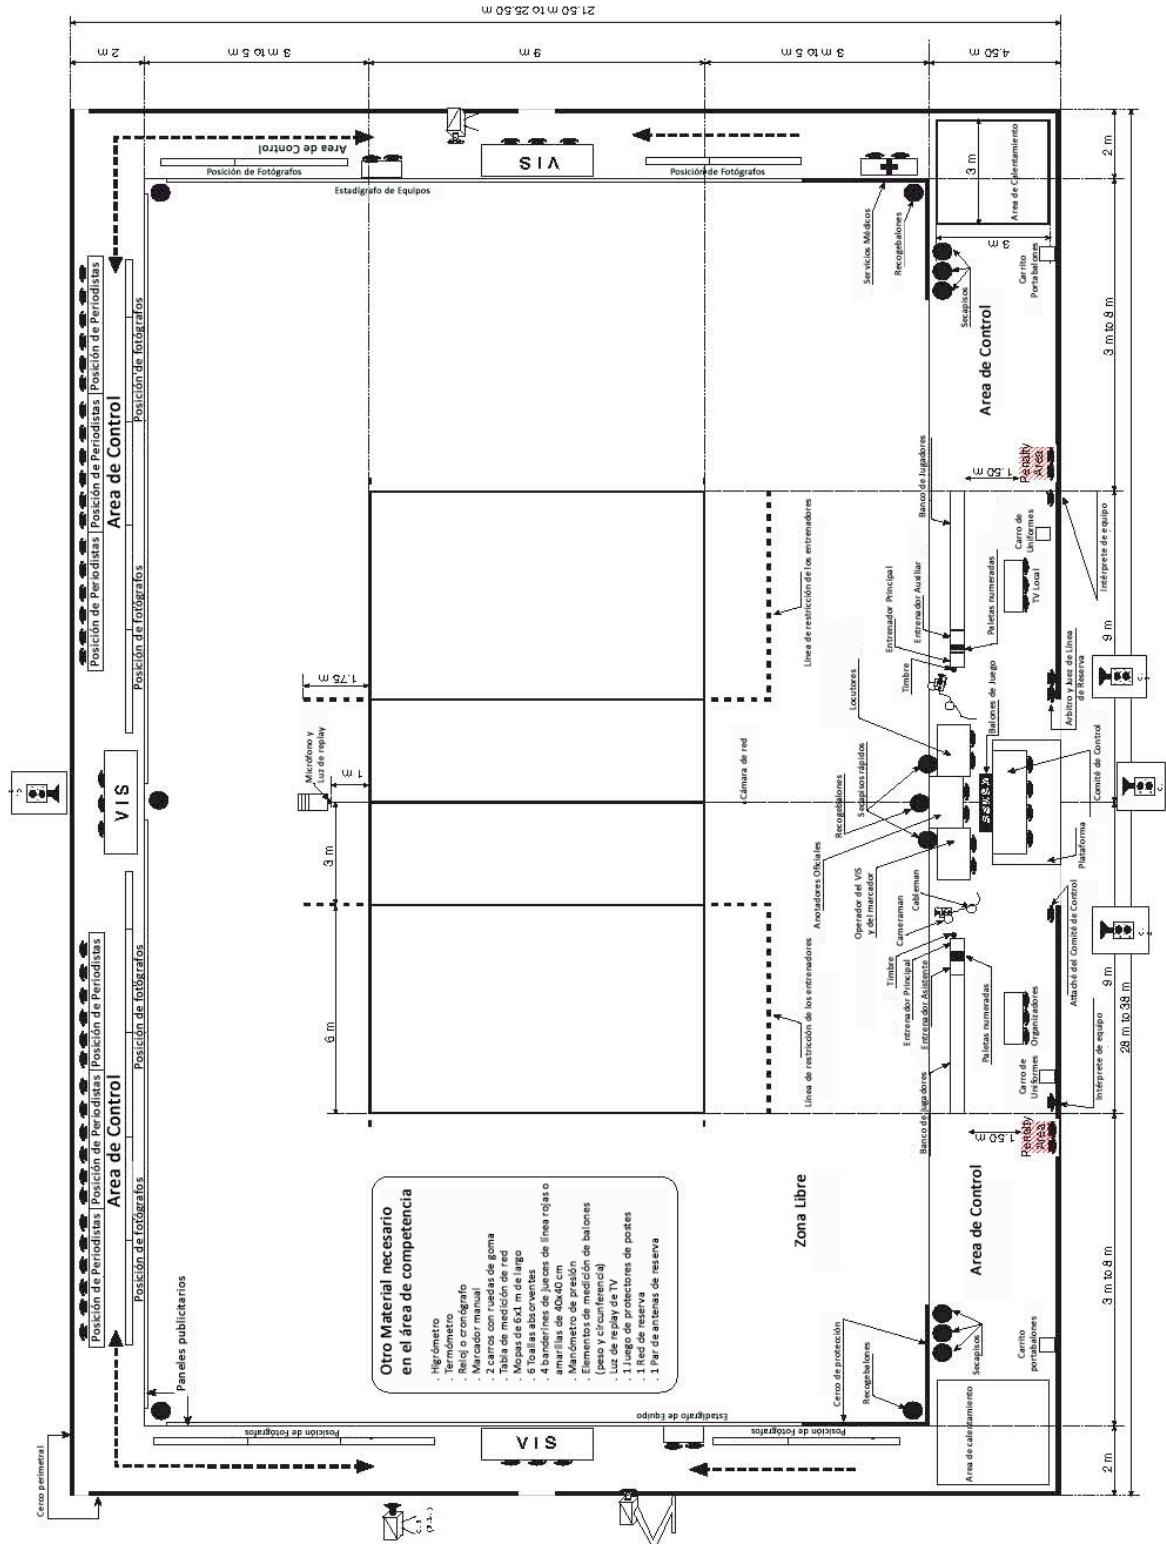 21.50 m to 25.50 m
2 m
3 m to 5 m
9 m
3 m to 5 m
4.50 m
Cerco perimetral
Posición de Periodistas
Posición de Periodistas
Posición de Periodistas
Posición de Periodistas
Posición de Periodistas
Posición de Periodistas
Area de Control
Area de Control
Posición de fotógrafos
Posición de fotógrafos
Posición de fotógrafos
Posición de fotógrafos
VIS
Paneles publicitarios
Area de Control
Posición de Fotógrafos
Estadígrafo de Equipos
VIS
Posición de Fotógrafos
Servicios Médicos
Recogebalones
Posición de Fotógrafos
VIS
Estadígrafo de Equipo
Posición de Fotógrafos
Micrófono y
Luz de replay
1 m
1.75 m
6 m
3 m
Otro Material necesario
en el área de competencia
Higrómetro
. Termómetro
. Reloj o cronógrafo
. Marcador manual
. 2 carros con ruedas de goma
. Tabla de medición de red
. Mopas de 6x1 m de largo
. 6 Toallas absorventes
. 4 banderines de jueces de línea rojas o
amarillas de 40x40 cm
. Manómetro de presión
. Elementos de medición de balones
(peso y circunferencia)
. Luz de replay de TV
. 1 Juego de protectores de postes
. 1 Red de reserva
. 1 Par de antenas de reserva
Zona Libre
Línea de restricción de los entrenadores
Línea de restricción de los entrenadores
Cámara de red
Cerco de protección
Recogebalones
Banco de jugadores
Entrenador Asistente
Entrenador Principal
Timbre
Cameraman
Cableman
Operador del VIS
y del marcador
Anotadores Oficiales
Recogebalones
Secapisos rápidos
Locutores
Timbre
Entrenador Principal
Entrenador Auxiliar
Banco de Jugadores
Area de calentamiento
Secapisos
Carrito
portabalones
Area de Control
1.50 m
Penalty
Area
Carro de
Uniformes
Organizadores
Paletas numeradas
Intérprete de equipo
Attaché del Comité de Control
Plataforma
Comité de Control
Balones de Juego
Arbitro y Juez de Línea
de Reserva
Paletas numeradas
TV Local
Carro de
Uniformes
Intérprete de equipo
1.50 m
Penalty
Area
Area de Control
Secapisos
Carrito
Portabalones
Area de Calentamiento
3 m
3 m
2 m
3 m to 8 m
9 m
9 m
3 m to 8 m
2 m
28 m to 38 m